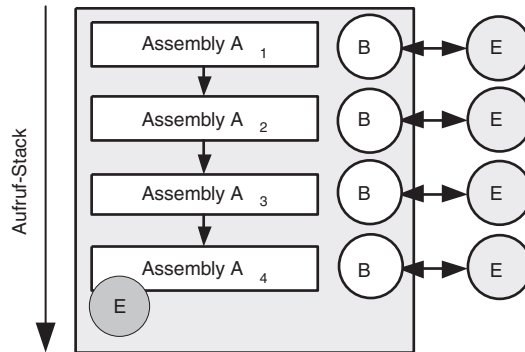 Aufruf-Stack
Assembly A 1 B E
Assembly A 2 B E
Assembly A 3 B E
Assembly A 4 B E
E